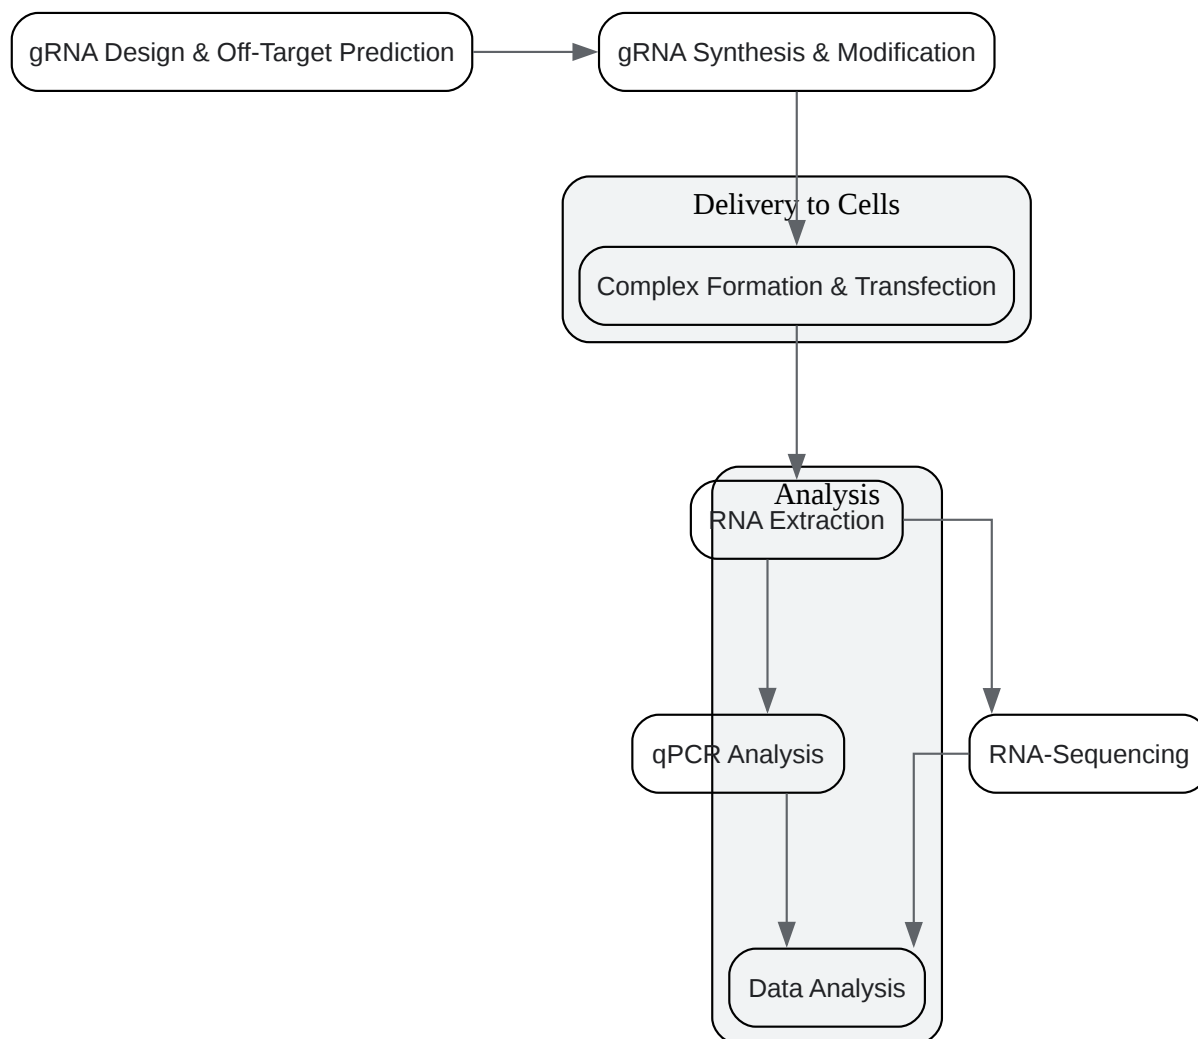 gRNA Design & Off-Target Prediction
gRNA Synthesis & Modification
Delivery to Cells
Complex Formation & Transfection
Analysis
RNA Extraction
qPCR Analysis
RNA-Sequencing
Data Analysis